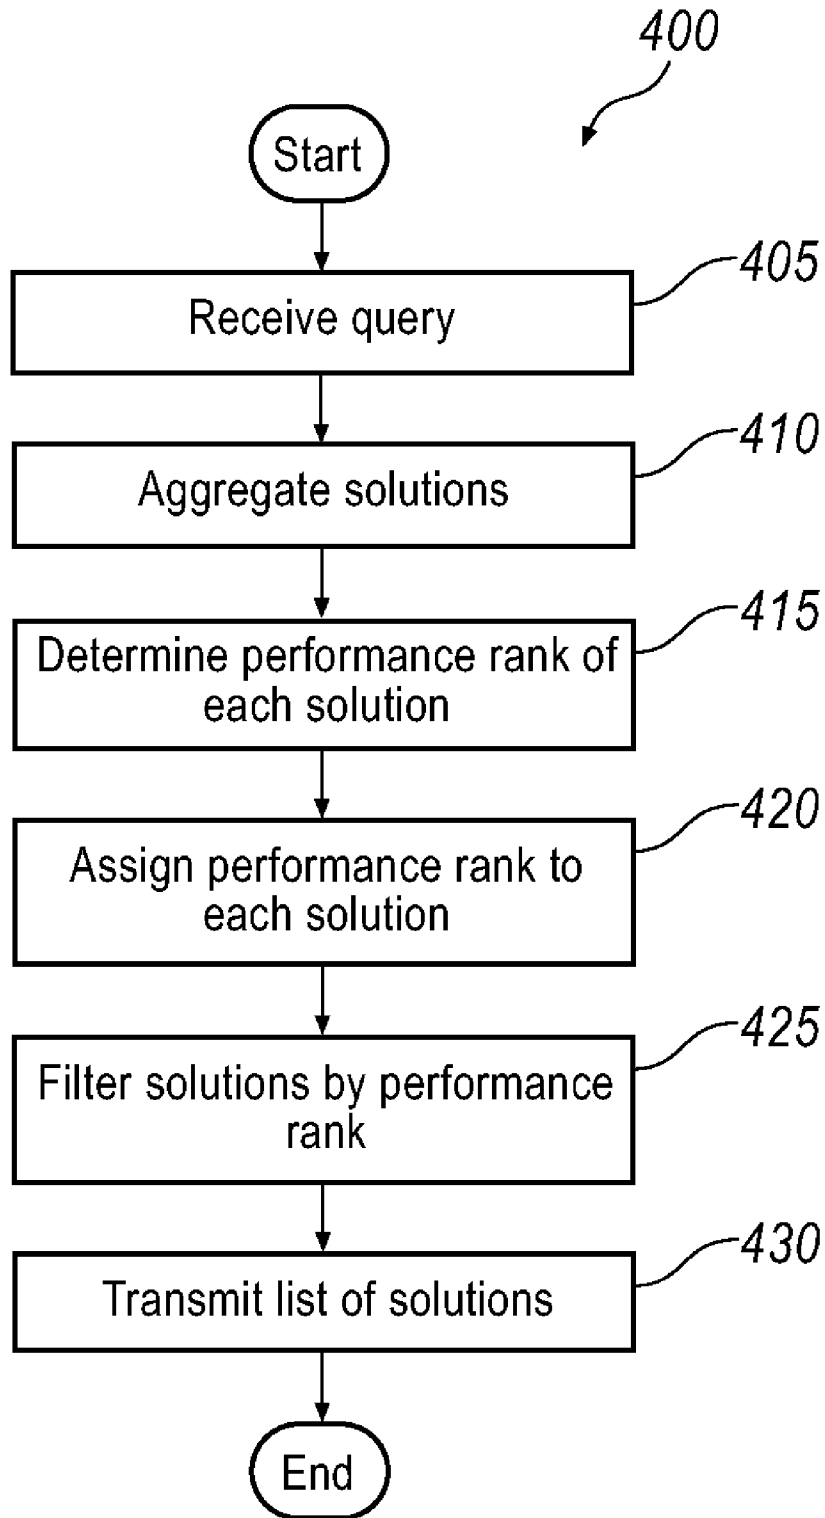 400
Start
405
Receive query
410
Aggregate solutions
415
Determine performance rank of
each solution
420
Assign performance rank to
each solution
425
Filter solutions by performance
rank
430
Transmit list of solutions
End